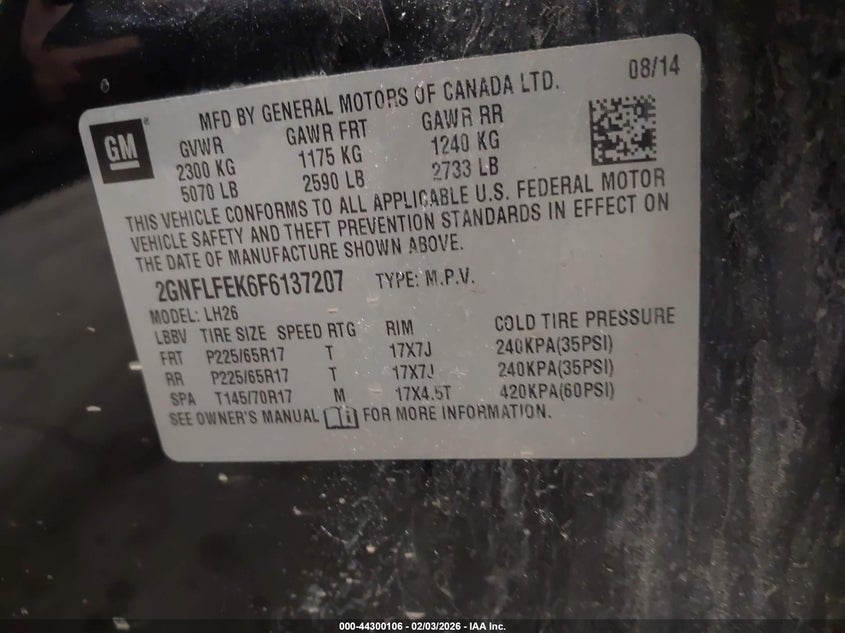 08/14
MFD BY GENERAL MOTORS OF CANADA LTD.
GM
GVWR GAWR FRT GAWR RR
2300 KG 1175 KG 1240 KG
5070 LB 2590 LB 2733 LB
THIS VEHICLE CONFORMS TO ALL APPLICABLE U.S. FEDERAL MOTOR
VEHICLE SAFETY AND THEFT PREVENTION STANDARDS IN EFFECT ON
THE DATE OF MANUFACTURE SHOWN ABOVE.
2GNFLFEK6F6137207 TYPE: M.P.V.
MODEL: LH26
LBBV TIRE SIZE SPEED RTG RIM COLD TIRE PRESSURE
FRT P225/65R17 T 17X7J 240KPA(35PSI)
RR P225/65R17 T 17X7J 240KPA(35PSI)
SPA T145/70R17 M 17X4.5T 420KPA(60PSI)
SEE OWNER'S MANUAL FOR MORE INFORMATION.
000-44300106 - 02/03/2026 - IAA Inc.